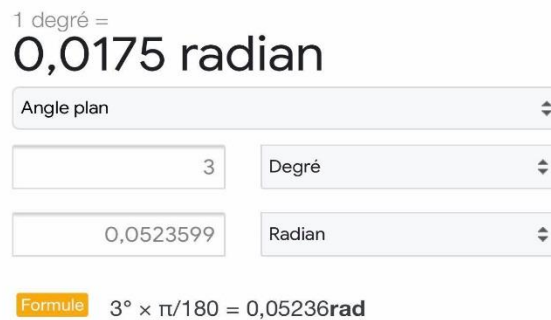 1 degré =
0,0175 radian
Angle plan
3 Degré
0,0523599 Radian
Formule 3° × π/180 = 0,05236rad